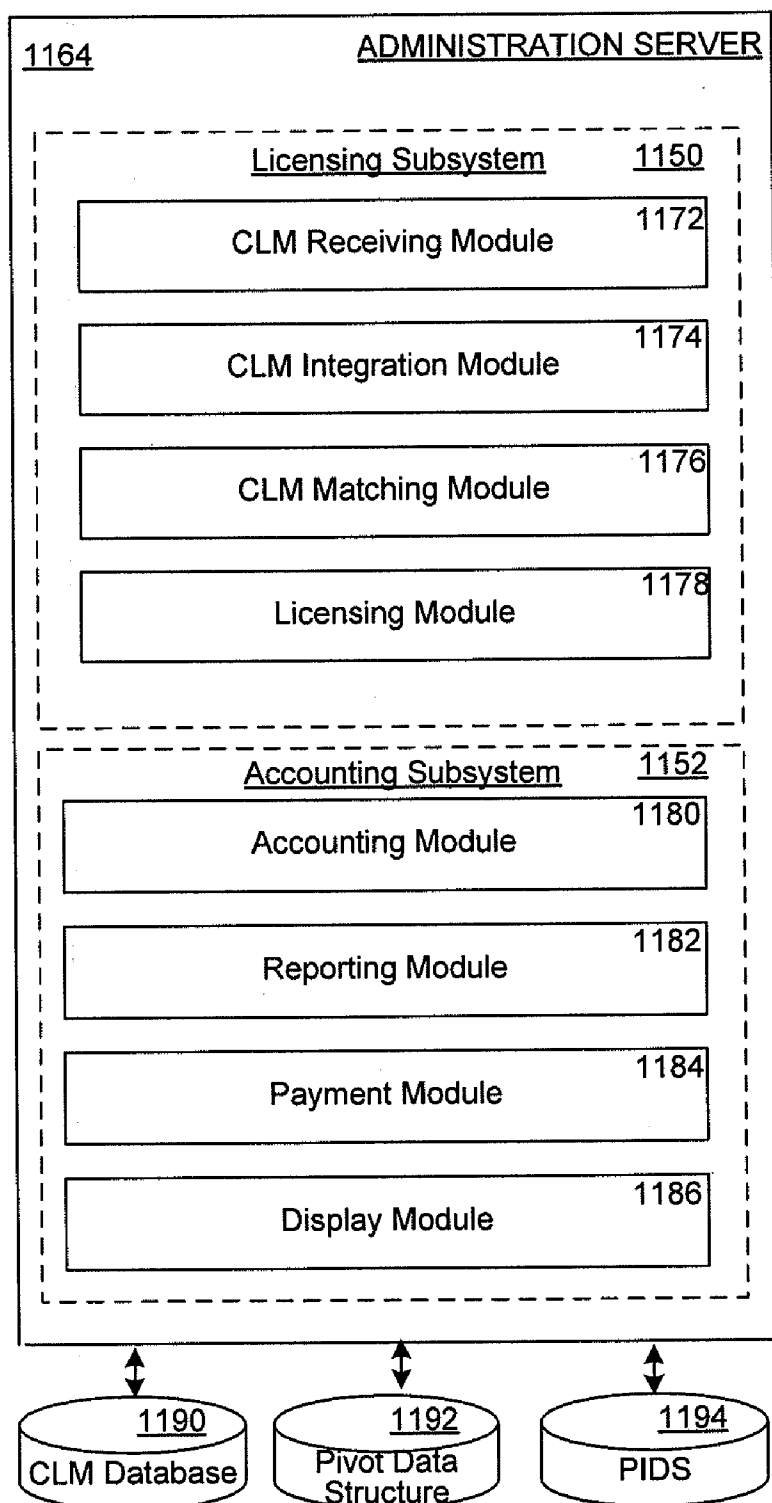 1164 ADMINISTRATION SERVER
Licensing Subsystem 1150
1172
CLM Receiving Module
1174
CLM Integration Module
1176
CLM Matching Module
1178
Licensing Module
Accounting Subsystem 1152
1180
Accounting Module
1182
Reporting Module
1184
Payment Module
1186
Display Module
1190
CLM Database
1192
Pivot Data
Structure
1194
PIDS